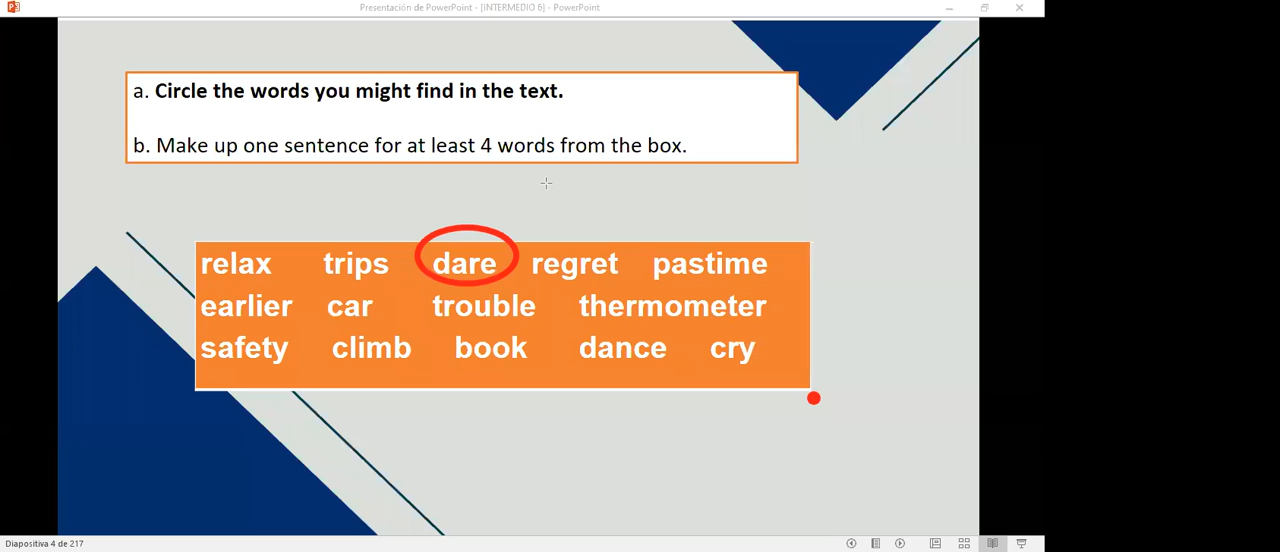 Presentación de PowerPoint - [INTERMEDIO 6] - PowerPoint
a. Circle the words you might find in the text.
b. Make up one sentence for at least 4 words from the box.
relax trips dare regret pastime
earlier car trouble thermometer
safety climb book dance cry
Diapositiva 4 de 217